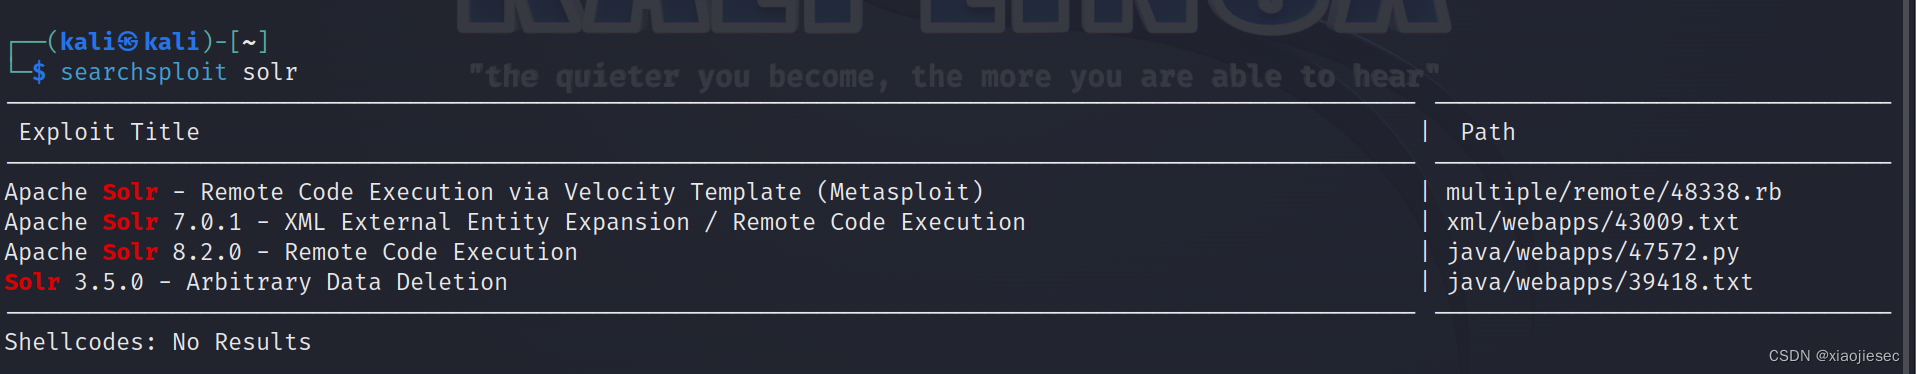 KALI LINUX
┌──(kali㉿kali)-[~]
└─$ searchsploit solr
"the quieter you become, the more you are able to hear"
Exploit Title | Path
Apache Solr - Remote Code Execution via Velocity Template (Metasploit) | multiple/remote/48338.rb
Apache Solr 7.0.1 - XML External Entity Expansion / Remote Code Execution | xml/webapps/43009.txt
Apache Solr 8.2.0 - Remote Code Execution | java/webapps/47572.py
Solr 3.5.0 - Arbitrary Data Deletion | java/webapps/39418.txt
Shellcodes: No Results
CSDN @xiaojiesec